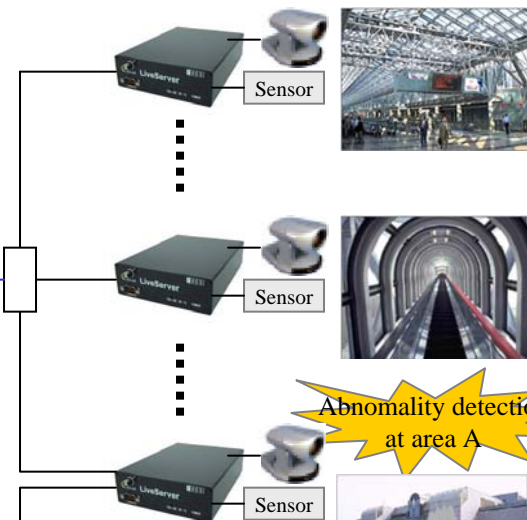 LiveServer
Sensor
LiveServer
Sensor
Abnomality detectio
at area A
LiveServer
Sensor